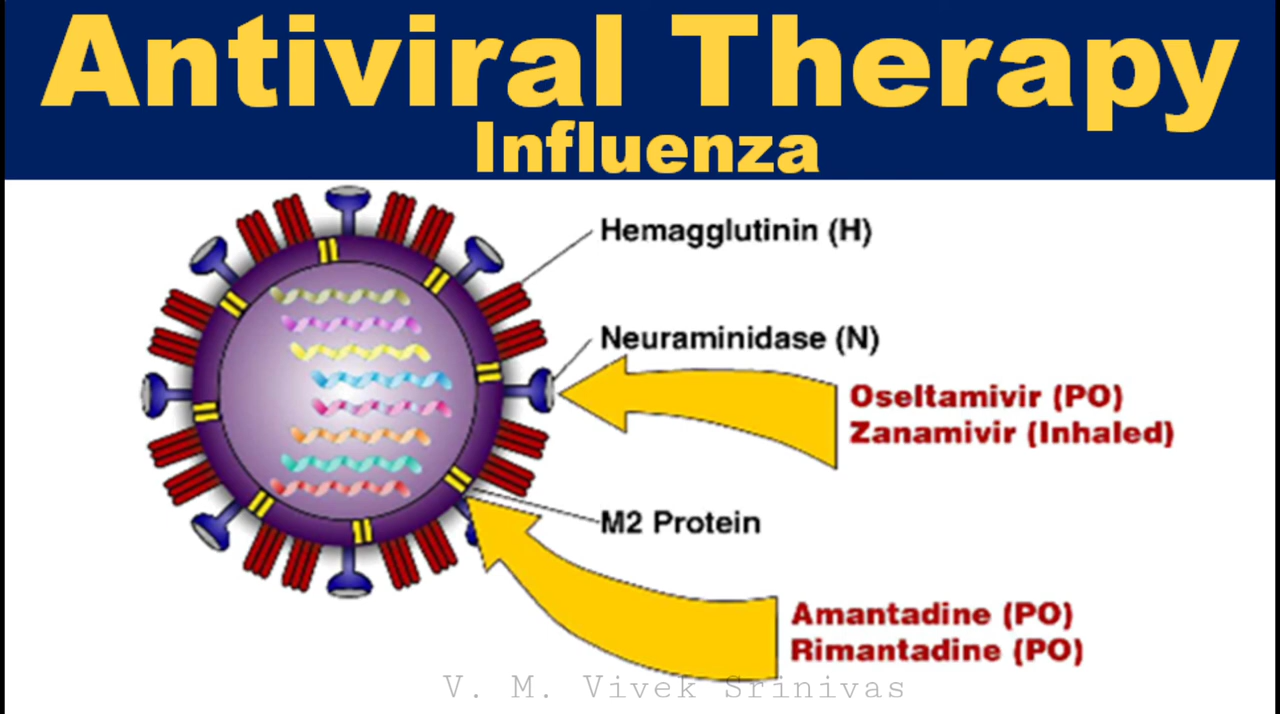 Antiviral Therapy
Influenza
Hemagglutinin (H)
Neuraminidase (N)
Oseltamivir (PO)
Zanamivir (Inhaled)
M2 Protein
Amantadine (PO)
Rimantadine (PO)
V. M. Vivek Srinivas